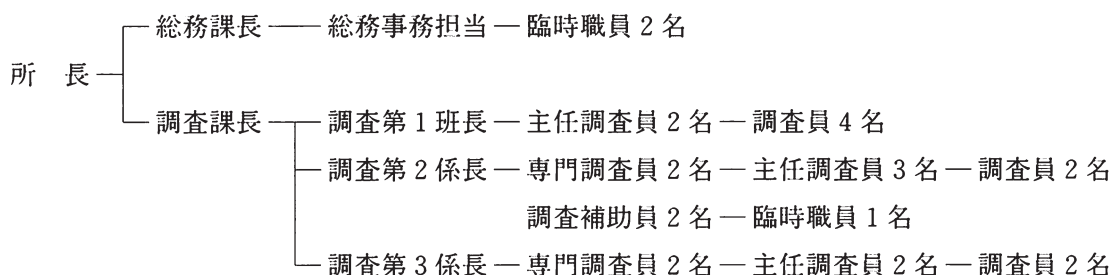 総務課長 総務事務担当 臨時職員2名
所 長
調査課長 調査第1班長 主任調査員2名 調査員4名
調査第2係長 専門調査員2名 主任調査員3名 調査員2名
調査補助員2名 臨時職員1名
調査第3係長 専門調査員2名 主任調査員2名 調査員2名